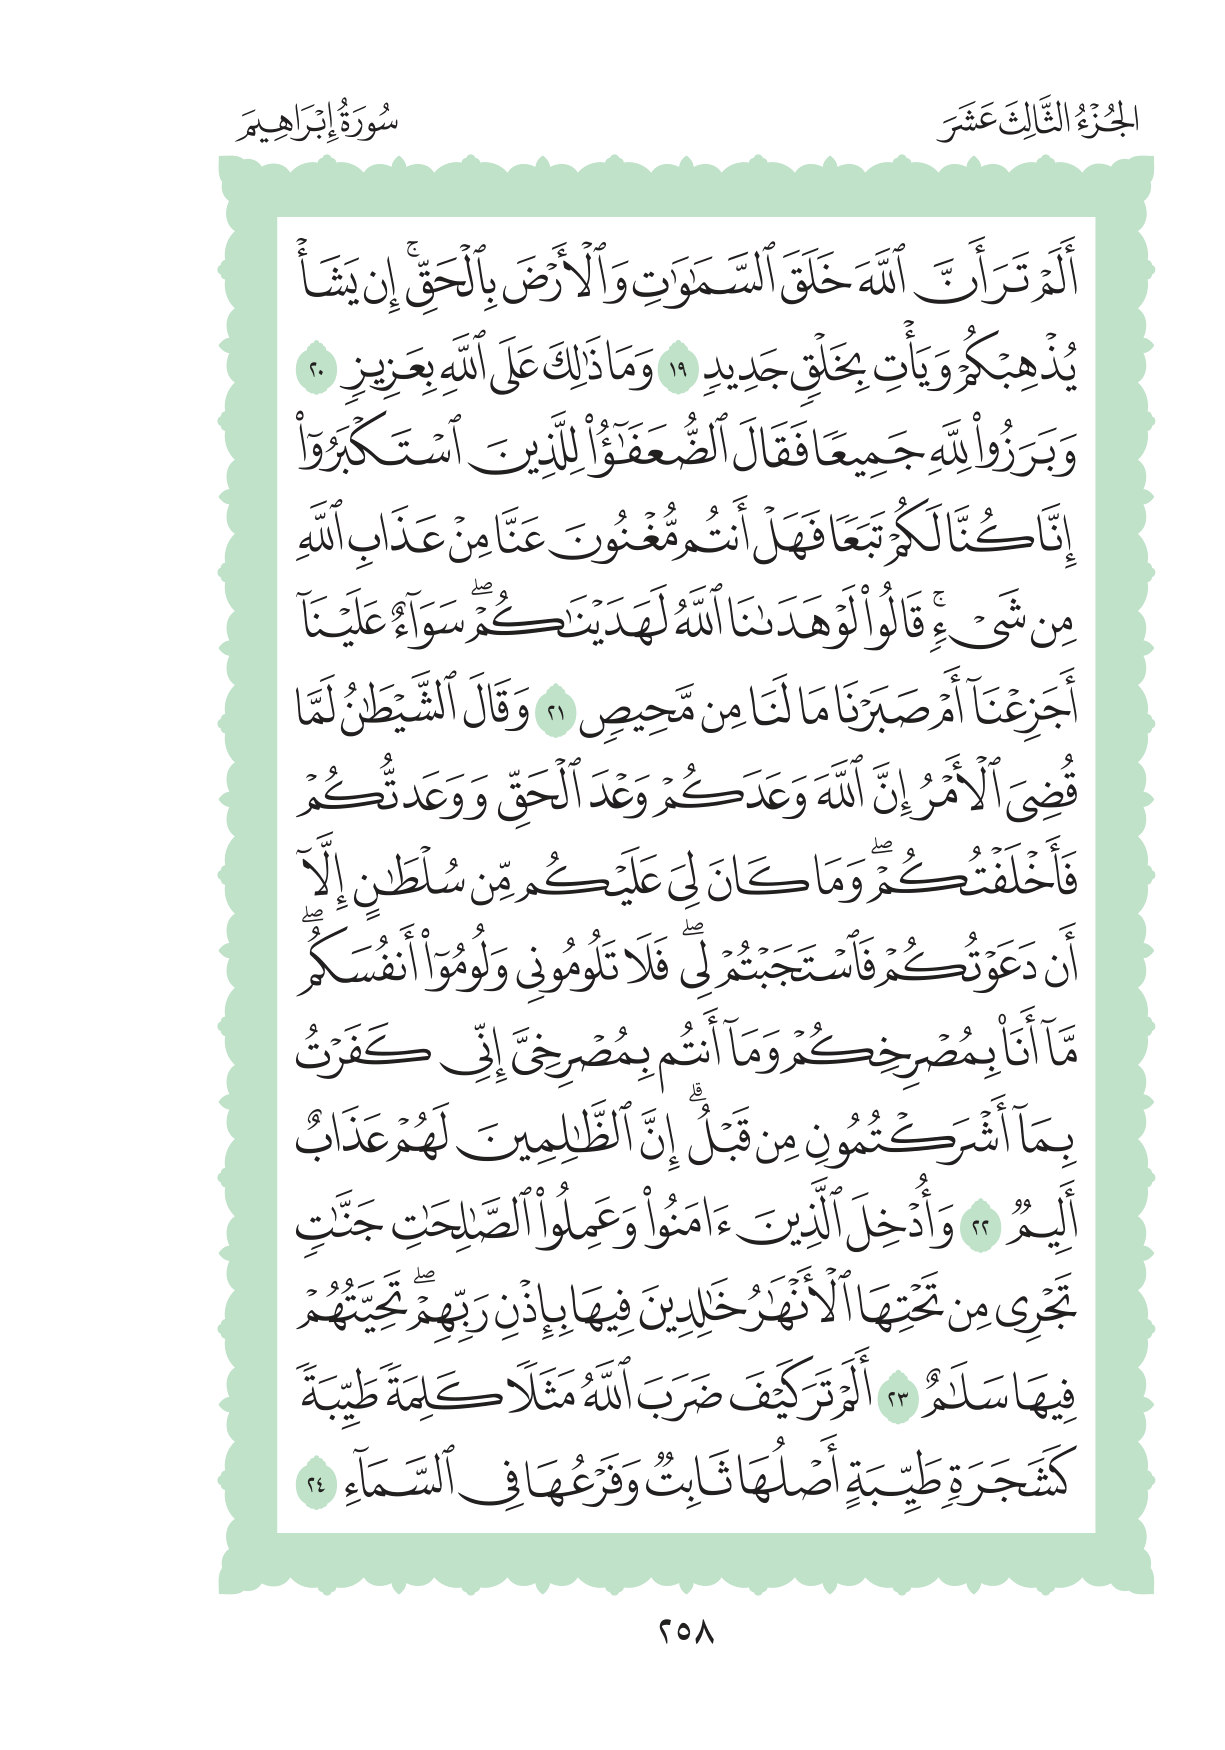 الجُزْءُ الثَّالِثَ عَشَرَ
سُورَةُ إِبْرَاهِيمَ
أَلَمْ تَرَ أَنَّ ٱللَّهَ خَلَقَ ٱلسَّمَٰوَٰتِ وَٱلْأَرْضَ بِٱلْحَقِّۚ إِن يَشَأْ
يُذْهِبْكُمْ وَيَأْتِ بِخَلْقٍ جَدِيدٍ ١٩ وَمَا ذَٰلِكَ عَلَى ٱللَّهِ بِعَزِيزٍ ٢٠
وَبَرَزُوا۟ لِلَّهِ جَمِيعًا فَقَالَ ٱلضُّعَفَٰٓؤُا۟ لِلَّذِينَ ٱسْتَكْبَرُوٓا۟
إِنَّا كُنَّا لَكُمْ تَبَعًا فَهَلْ أَنتُم مُّغْنُونَ عَنَّا مِنْ عَذَابِ ٱللَّهِ
مِن شَىْءٍۚ قَالُوا۟ لَوْ هَدَىٰنَا ٱللَّهُ لَهَدَيْنَٰكُمْۖ سَوَآءٌ عَلَيْنَآ
أَجَزِعْنَآ أَمْ صَبَرْنَا مَا لَنَا مِن مَّحِيصٍ ٢١ وَقَالَ ٱلشَّيْطَٰنُ لَمَّا
قُضِىَ ٱلْأَمْرُ إِنَّ ٱللَّهَ وَعَدَكُمْ وَعْدَ ٱلْحَقِّ وَوَعَدتُّكُمْ
فَأَخْلَفْتُكُمْۖ وَمَا كَانَ لِىَ عَلَيْكُم مِّن سُلْطَٰنٍ إِلَّآ
أَن دَعَوْتُكُمْ فَٱسْتَجَبْتُمْ لِىۖ فَلَا تَلُومُونِى وَلُومُوٓا۟ أَنفُسَكُمۖ
مَّآ أَنَا۠ بِمُصْرِخِكُمْ وَمَآ أَنتُم بِمُصْرِخِىَّ إِنِّى كَفَرْتُ
بِمَآ أَشْرَكْتُمُونِ مِن قَبْلُۗ إِنَّ ٱلظَّٰلِمِينَ لَهُمْ عَذَابٌ
أَلِيمٌ ٢٢ وَأُدْخِلَ ٱلَّذِينَ ءَامَنُوا۟ وَعَمِلُوا۟ ٱلصَّٰلِحَٰتِ جَنَّٰتٍ
تَجْرِى مِن تَحْتِهَا ٱلْأَنْهَٰرُ خَٰلِدِينَ فِيهَا بِإِذْنِ رَبِّهِمْۖ تَحِيَّتُهُمْ
فِيهَا سَلَٰمٌ ٢٣ أَلَمْ تَرَ كَيْفَ ضَرَبَ ٱللَّهُ مَثَلًا كَلِمَةً طَيِّبَةً
كَشَجَرَةٍ طَيِّبَةٍ أَصْلُهَا ثَابِتٌ وَفَرْعُهَا فِى ٱلسَّمَآءِ ٢٤
٢٥٨